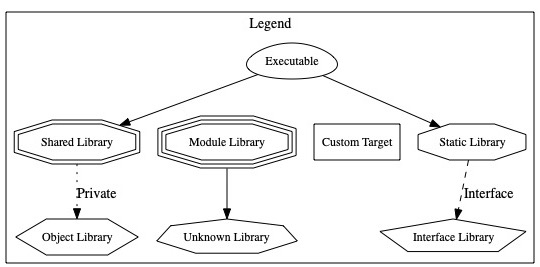 Legend
Executable
Shared Library
Module Library
Custom Target
Static Library
Private
Interface
Object Library
Unknown Library
Interface Library